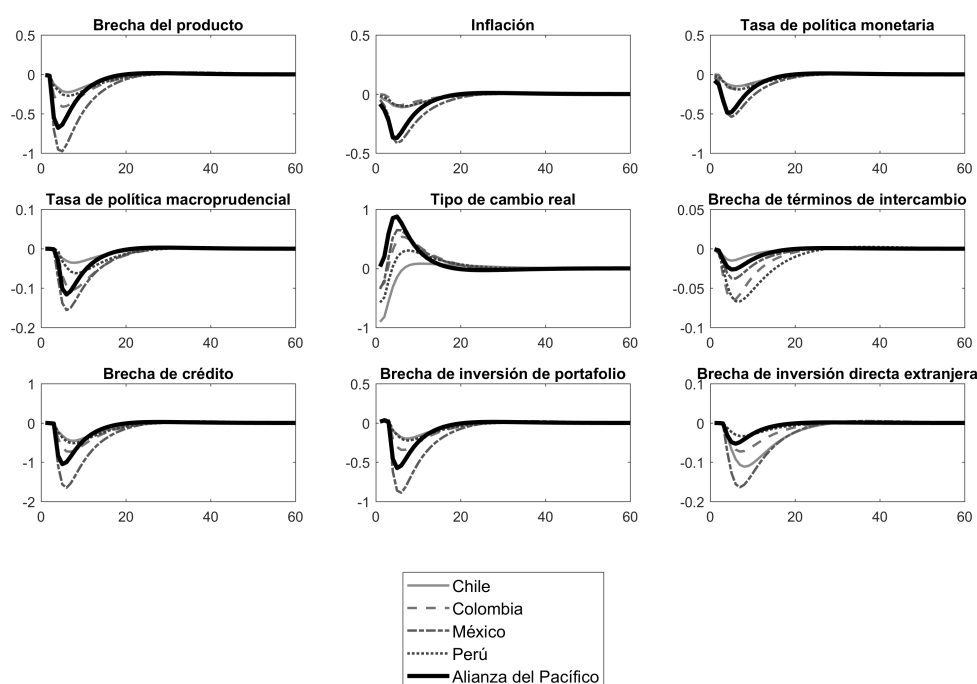 Brecha del producto
0.5
0
-0.5
-1
0 20 40 60
Inflación
0.5
0
-0.5
0 20 40 60
Tasa de política monetaria
0.5
0
-0.5
-1
0 20 40 60
Tasa de política macroprudencial
0.1
0
-0.1
-0.2
0 20 40 60
Tipo de cambio real
1
0
-1
0 20 40 60
Brecha de términos de intercambio
0.05
0
-0.05
-0.1
0 20 40 60
Brecha de crédito
1
0
-1
-2
0 20 40 60
Brecha de inversión de portafolio
0.5
0
-0.5
-1
0 20 40 60
Brecha de inversión directa extranjera
0.1
0
-0.1
-0.2
0 20 40 60
Chile
Colombia
México
Perú
Alianza del Pacífico